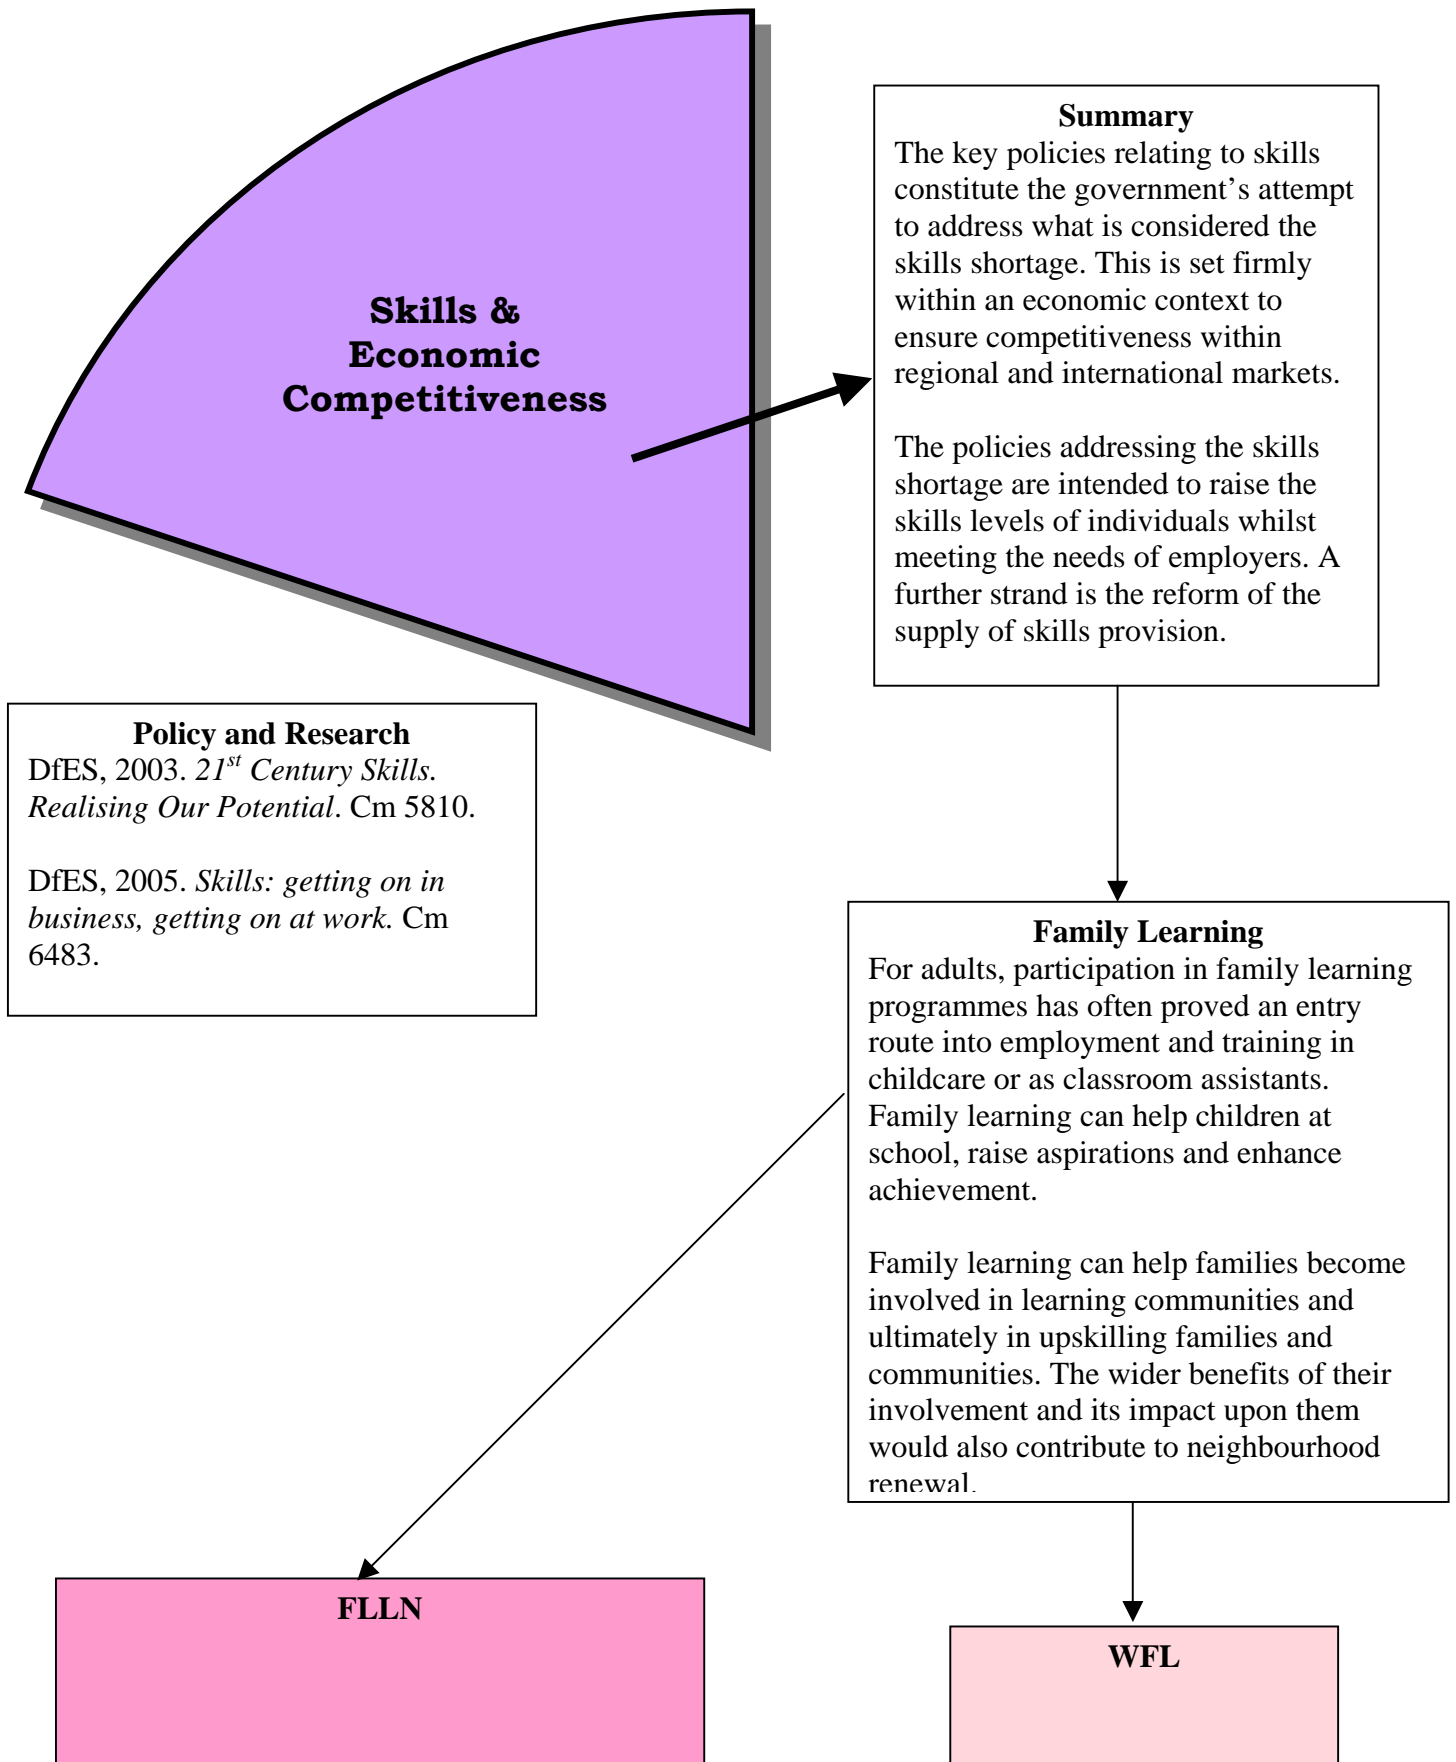 Skills &
Economic
Competitiveness
Summary
The key policies relating to skills
constitute the government’s attempt
to address what is considered the
skills shortage. This is set firmly
within an economic context to
ensure competitiveness within
regional and international markets.
The policies addressing the skills
shortage are intended to raise the
skills levels of individuals whilst
meeting the needs of employers. A
further strand is the reform of the
supply of skills provision.
Policy and Research
DfES, 2003. 21st Century Skills.
Realising Our Potential. Cm 5810.
DfES, 2005. Skills: getting on in
business, getting on at work. Cm
6483.
Family Learning
For adults, participation in family learning
programmes has often proved an entry
route into employment and training in
childcare or as classroom assistants.
Family learning can help children at
school, raise aspirations and enhance
achievement.
Family learning can help families become
involved in learning communities and
ultimately in upskilling families and
communities. The wider benefits of their
involvement and its impact upon them
would also contribute to neighbourhood
renewal.
FLLN
WFL